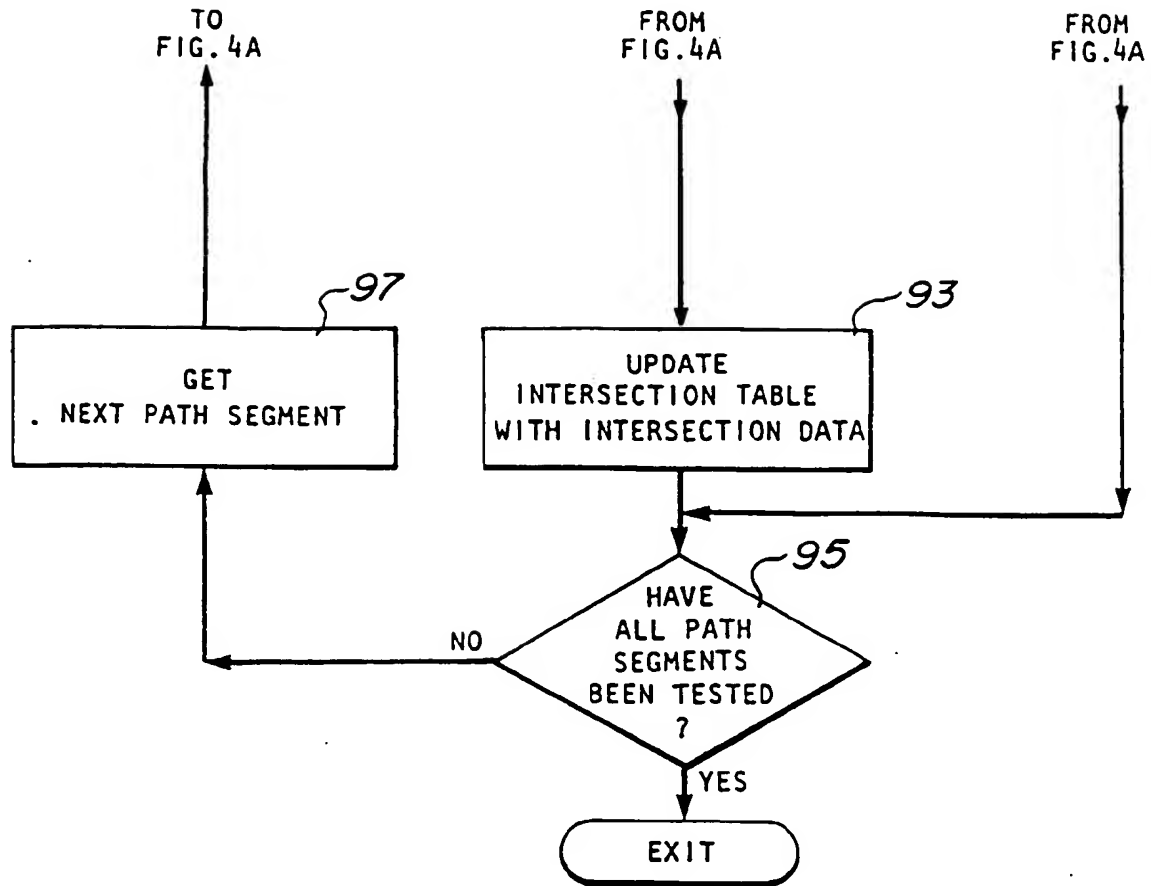 TO
FIG.4A
FROM
FIG.4A
FROM
FIG.4A
97
GET
NEXT PATH SEGMENT
93
UPDATE
INTERSECTION TABLE
WITH INTERSECTION DATA
95
HAVE
ALL PATH
SEGMENTS
BEEN TESTED
?
NO
YES
EXIT